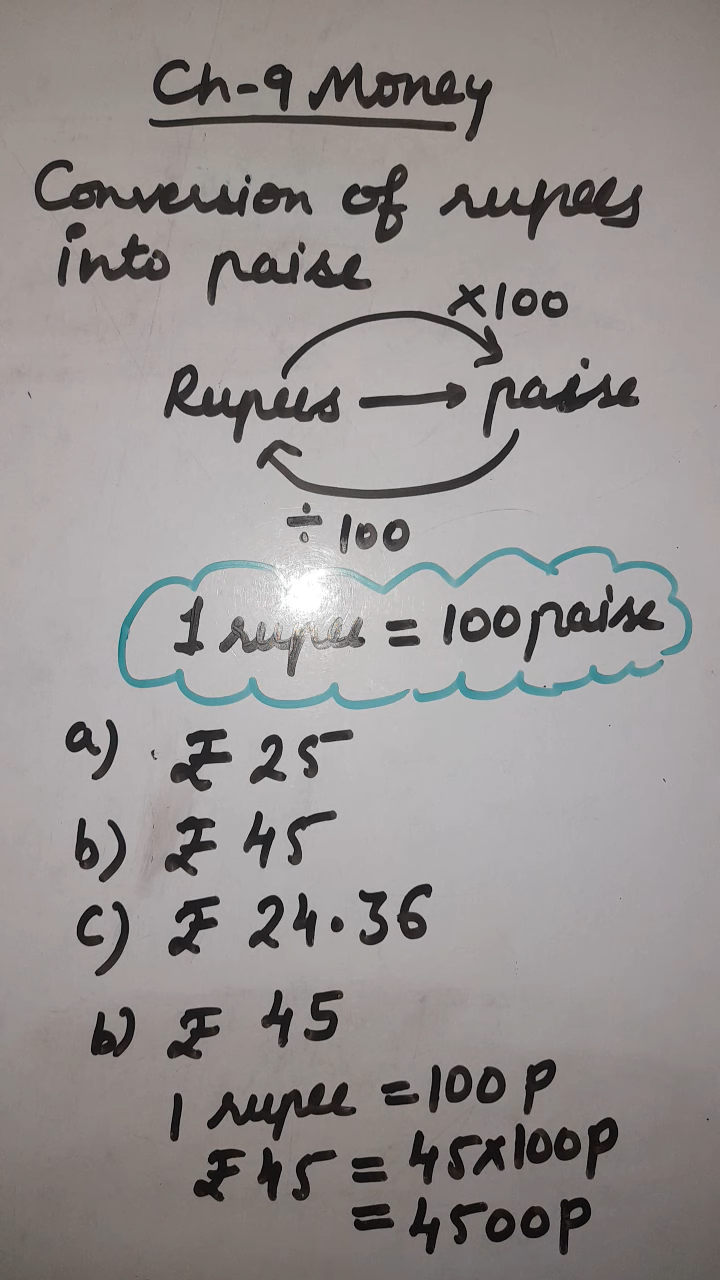 Ch-9 Money
Conversion of rupees
into paise
×100
Rupees → paise
÷ 100
1 rupee = 100 paise
a) ₹ 25
b) ₹ 45
c) ₹ 24.36
b) ₹ 45
1 rupee = 100 P
₹ 45 = 45×100P
= 4500P